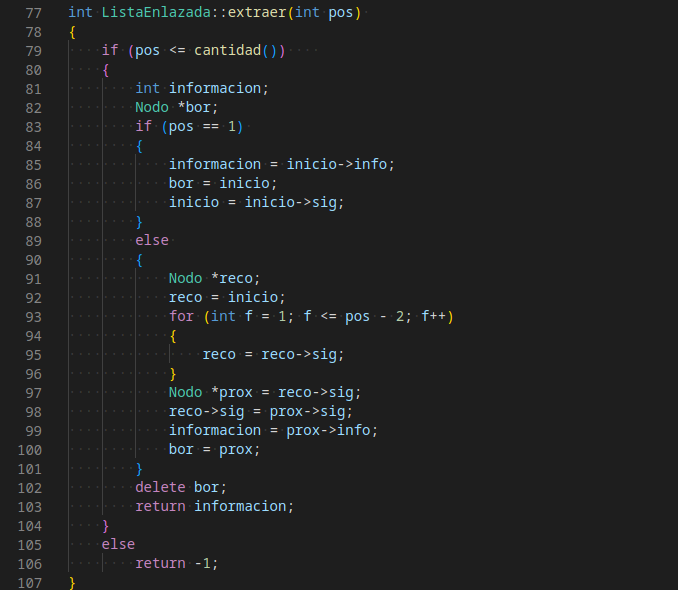 77 int ListaEnlazada::extraer(int pos)
78 {
79     if (pos <= cantidad())
80     {
81         int informacion;
82         Nodo *bor;
83         if (pos == 1)
84         {
85             informacion = inicio->info;
86             bor = inicio;
87             inicio = inicio->sig;
88         }
89         else
90         {
91             Nodo *reco;
92             reco = inicio;
93             for (int f = 1; f <= pos - 2; f++)
94             {
95                 reco = reco->sig;
96             }
97             Nodo *prox = reco->sig;
98             reco->sig = prox->sig;
99             informacion = prox->info;
100             bor = prox;
101         }
102         delete bor;
103         return informacion;
104     }
105     else
106         return -1;
107 }